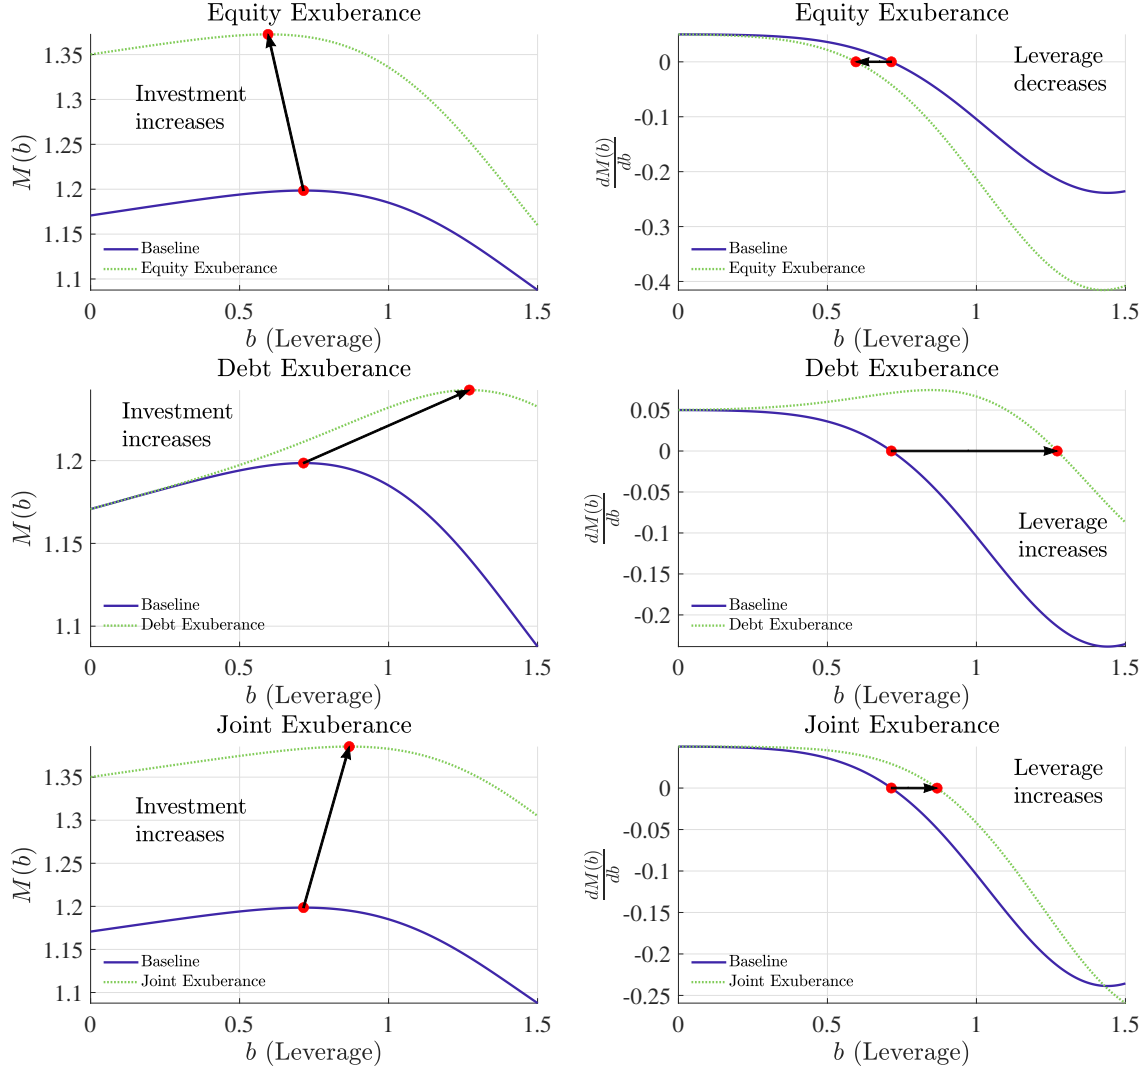 Equity Exuberance
1.35
1.3
1.25
1.2
1.15
1.1
M(b)
Investment
increases
Baseline
Equity Exuberance
0 0.5 1 1.5
b (Leverage)
Equity Exuberance
0
-0.1
-0.2
-0.3
-0.4
dM(b)
db
Leverage
decreases
Baseline
Equity Exuberance
0 0.5 1 1.5
b (Leverage)
Debt Exuberance
1.2
1.15
1.1
M(b)
Investment
increases
Baseline
Debt Exuberance
0 0.5 1 1.5
b (Leverage)
Debt Exuberance
0.05
0
-0.05
-0.1
-0.15
-0.2
dM(b)
db
Leverage
increases
Baseline
Debt Exuberance
0 0.5 1 1.5
b (Leverage)
Joint Exuberance
1.35
1.3
1.25
1.2
1.15
1.1
M(b)
Investment
increases
Baseline
Joint Exuberance
0 0.5 1 1.5
b (Leverage)
Joint Exuberance
0
-0.05
-0.1
-0.15
-0.2
-0.25
dM(b)
db
Leverage
increases
Baseline
Joint Exuberance
0 0.5 1 1.5
b (Leverage)